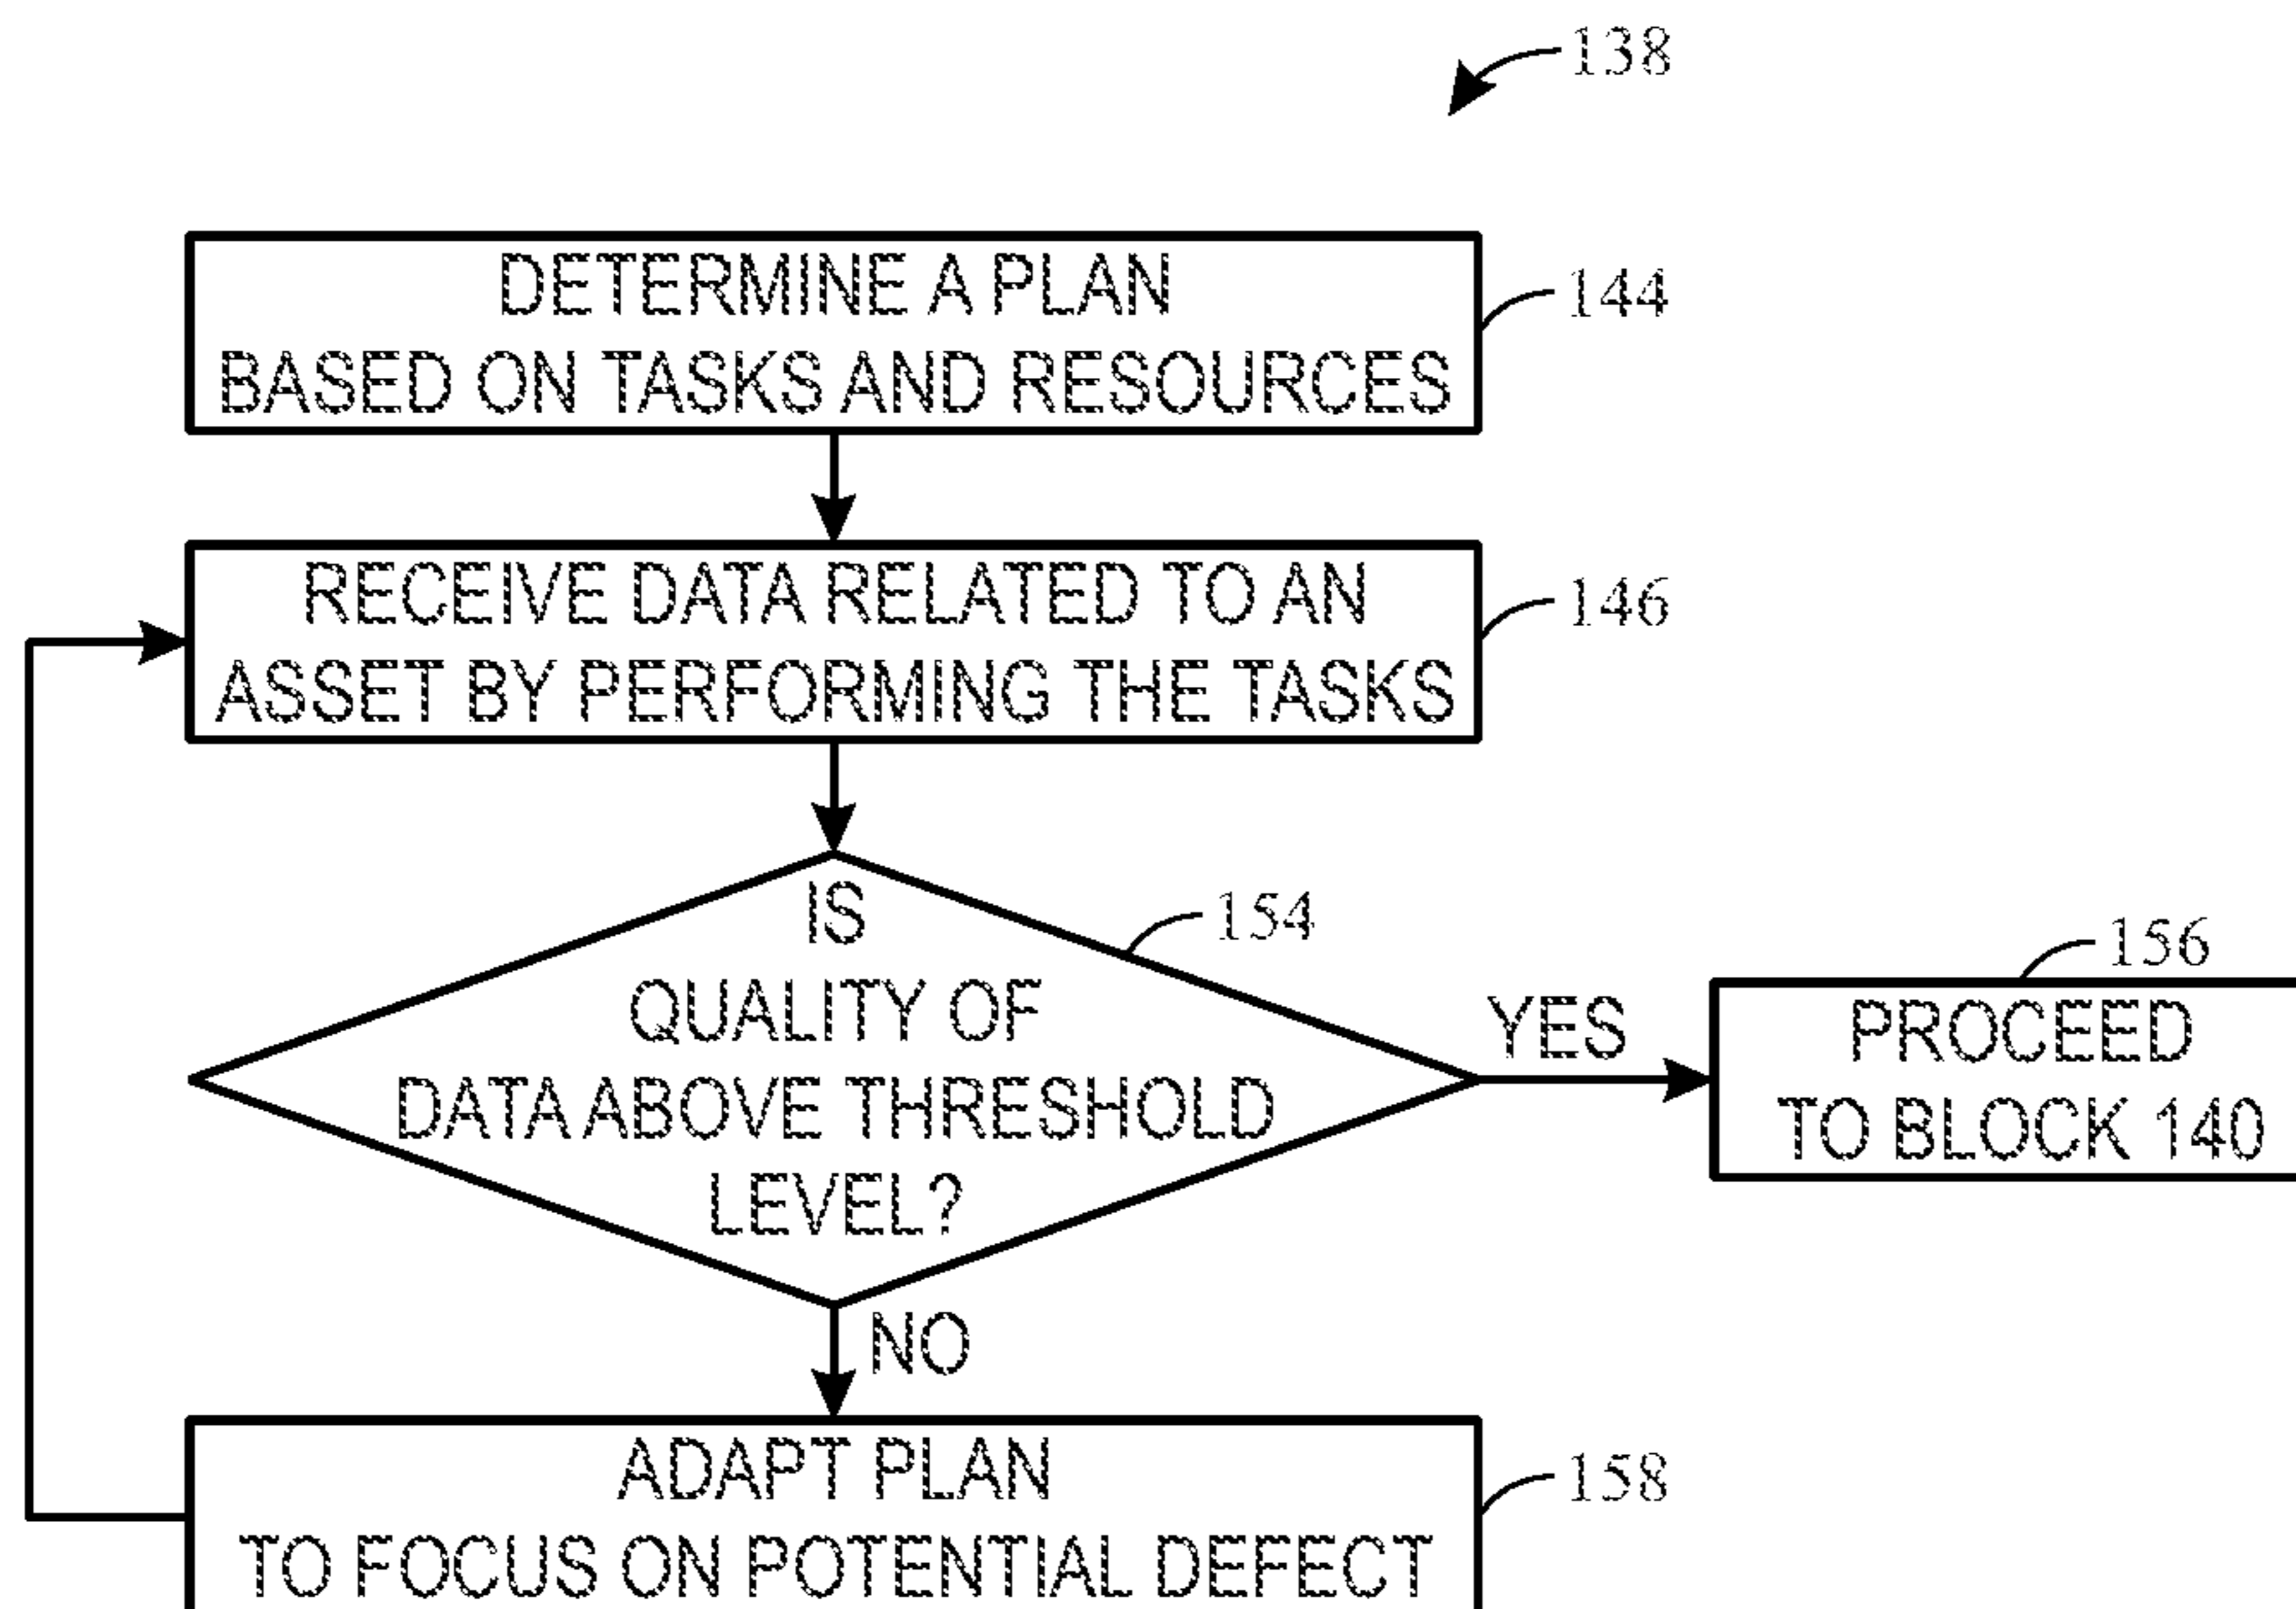 138
DETERMINE A PLAN
BASED ON TASKS AND RESOURCES
144
RECEIVE DATA RELATED TO AN
ASSET BY PERFORMING THE TASKS
146
IS
QUALITY OF
DATA ABOVE THRESHOLD
LEVEL?
154
YES
156
PROCEED
TO BLOCK 140
NO
ADAPT PLAN
TO FOCUS ON POTENTIAL DEFECT
158